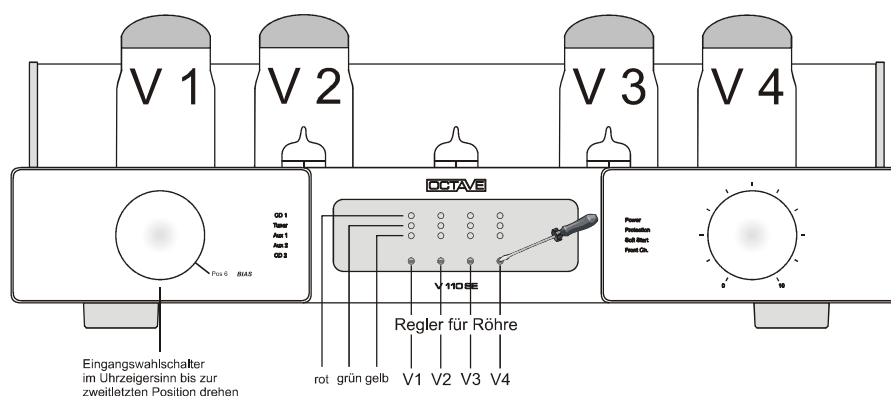 V 1
V 2
V 3
V 4
OCTAVE
CD 1
Tuner
Aux 1
Aux 2
CD 2
Pos 6 BIAS
Power
Protection
Soft Start
Front Ch.
0
10
V 110 SE
Regler für Röhre
rot grün gelb V1 V2 V3 V4
Eingangswahlschalter
im Uhrzeigersinn bis zur
zweitletzten Position drehen